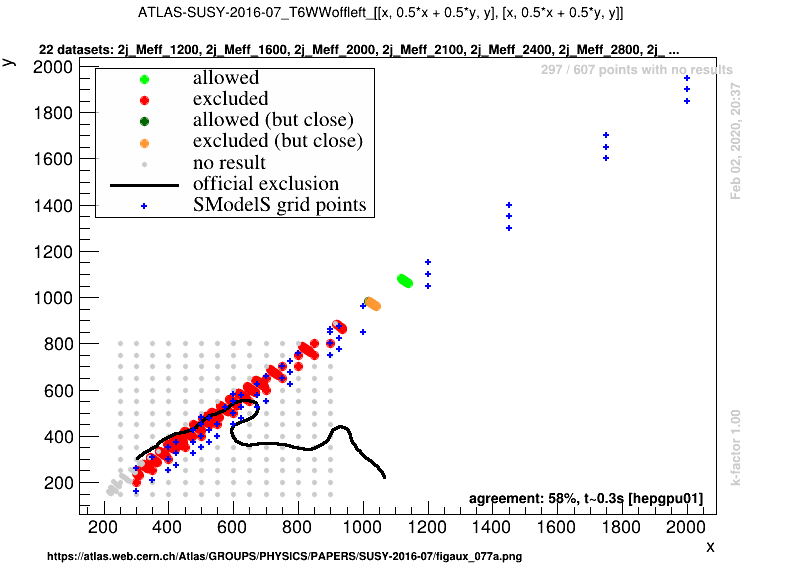 ATLAS-SUSY-2016-07_T6WWoffleft_[[x, 0.5*x + 0.5*y, y], [x, 0.5*x + 0.5*y, y]]
22 datasets: 2j_Meff_1200, 2j_Meff_1600, 2j_Meff_2000, 2j_Meff_2100, 2j_Meff_2400, 2j_Meff_2800, 2j_ ...
y
297 / 607 points with no results
allowed
excluded
allowed (but close)
excluded (but close)
no result
official exclusion
SModelS grid points
Feb 02, 2020, 20:37
k-factor 1.00
2000
1800
1600
1400
1200
1000
800
600
400
200
agreement: 58%, t~0.3s [hepgpu01]
200 400 600 800 1000 1200 1400 1600 1800 2000
x
https://atlas.web.cern.ch/Atlas/GROUPS/PHYSICS/PAPERS/SUSY-2016-07/figaux_077a.png